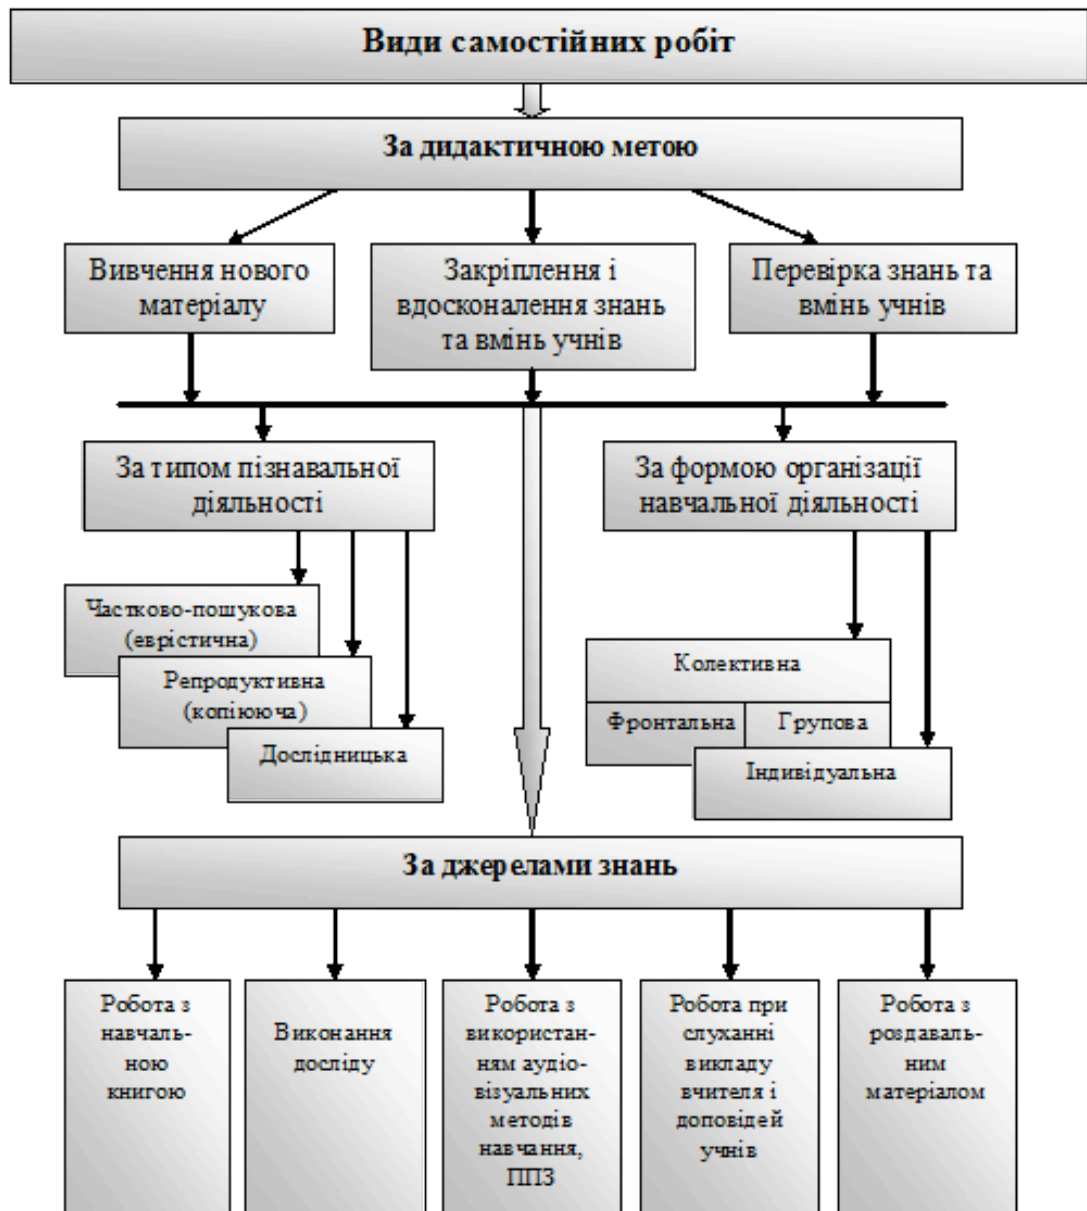 Види самостійних робіт
За дидактичною метою
Вивчення нового
матеріалу
Закріплення і
вдосконалення знань
та вмінь учнів
Перевірка знань та
вмінь учнів
За типом пізнавальної
діяльності
За формою організації
навчальної діяльності
Частково-пошукова
(еврістична)
Репродуктивна
(копіююча)
Дослідницька
Колективна
Фронтальна
Групова
Індивідуальна
За джерелами знань
Робота з
навчаль-
ною
книгою
Виконання
досліду
Робота з
використан-
ням аудіо-
візуальних
методів
навчання,
ППЗ
Робота при
слуханні
викладу
вчителя і
доповідей
учнів
Робота з
роздаваль-
ним
матеріалом